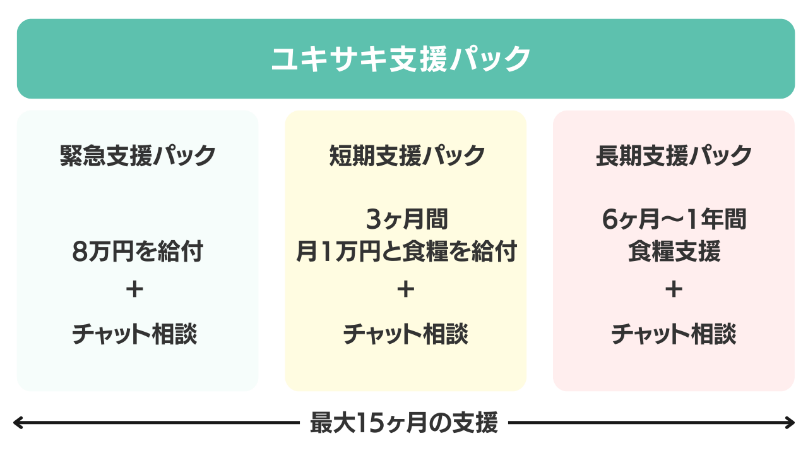 ユキサキ支援パック
緊急支援パック
8万円を給付
+
チャット相談
短期支援パック
3ヶ月間
月1万円と食糧を給付
+
チャット相談
長期支援パック
6ヶ月〜1年間
食糧支援
+
チャット相談
最大15ヶ月の支援